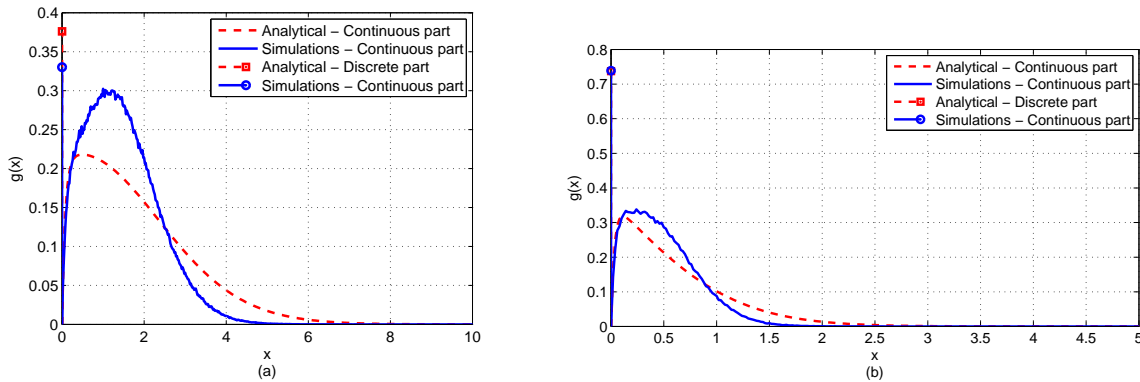 0.4
0.35
0.3
0.25
0.2
0.15
0.1
0.05
0
g(x)
Analytical – Continuous part
Simulations – Continuous part
Analytical – Discrete part
Simulations – Continuous part
0 2 4 6 8 10
x
(a)
0.8
0.7
0.6
0.5
0.4
0.3
0.2
0.1
0
g(x)
Analytical – Continuous part
Simulations – Continuous part
Analytical – Discrete part
Simulations – Continuous part
0 0.5 1 1.5 2 2.5 3 3.5 4 4.5 5
x
(b)